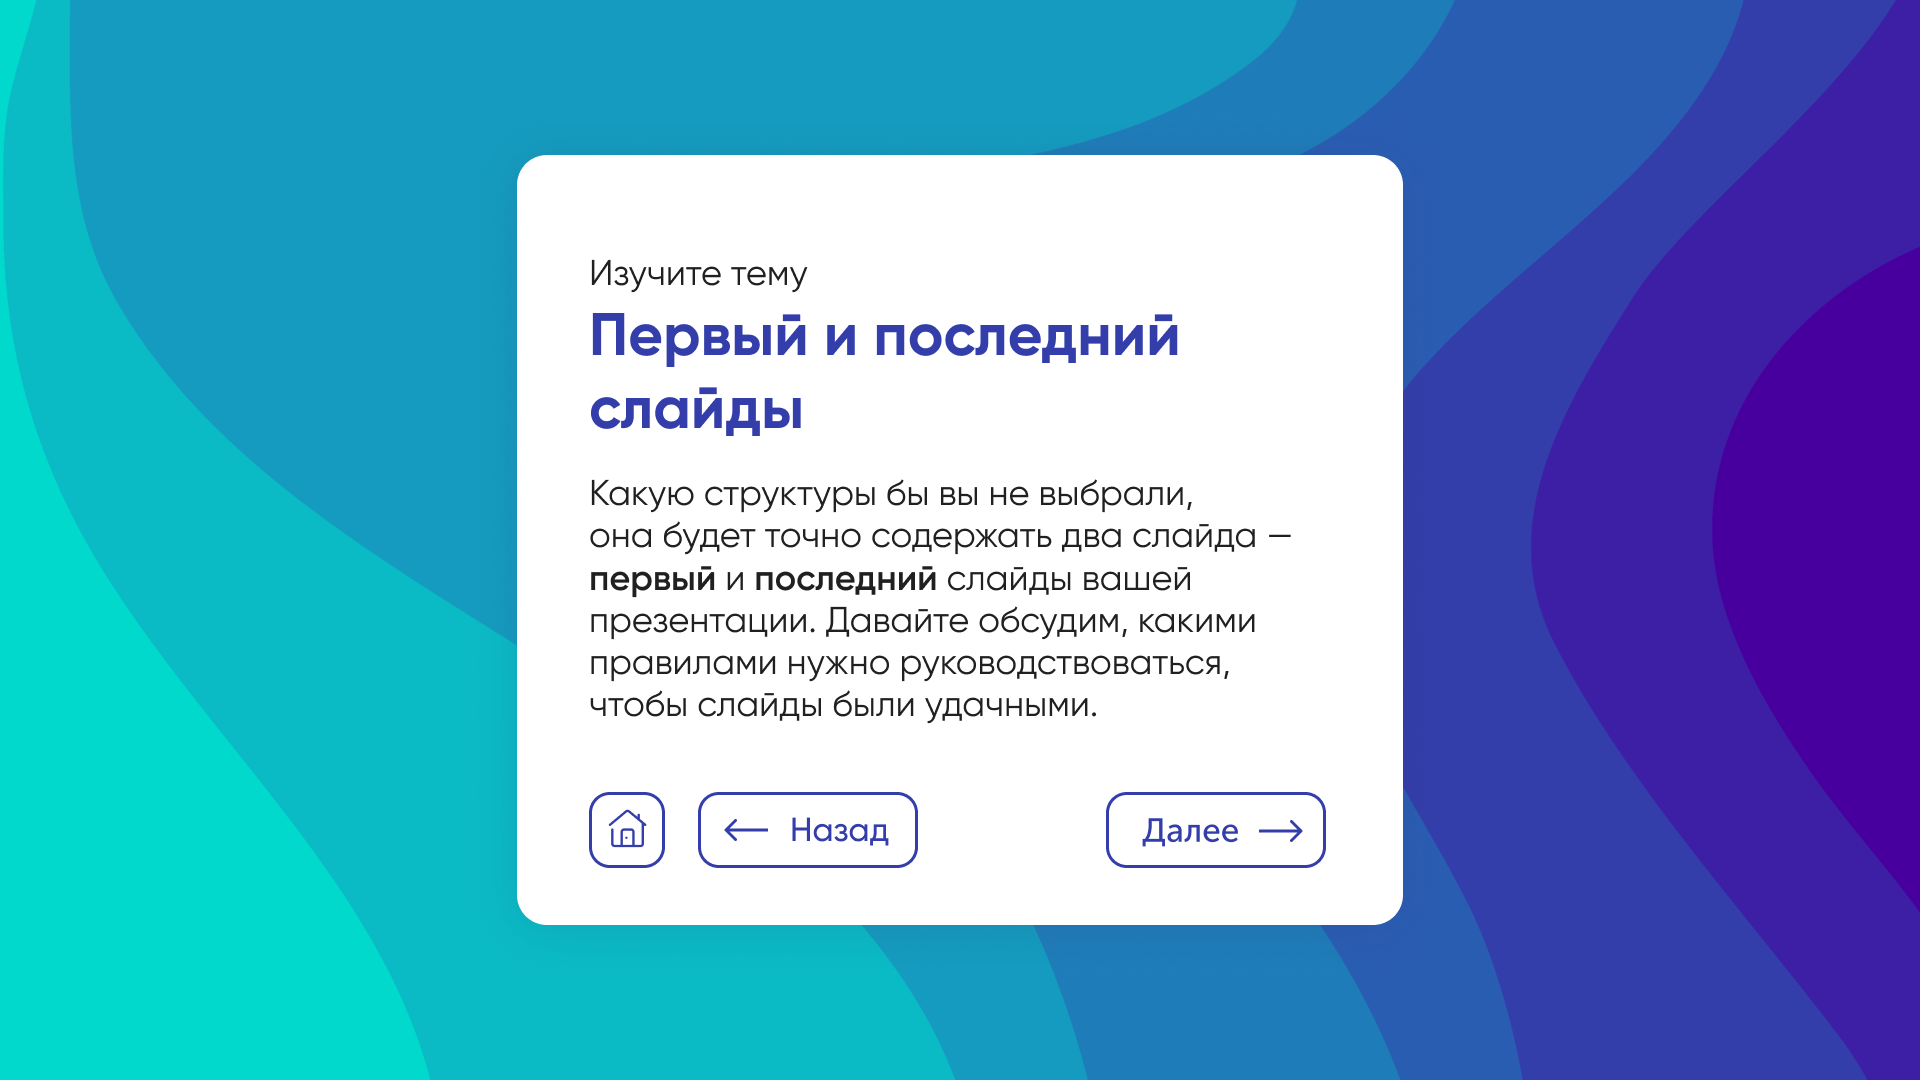 Изучите тему
Первый и последний
слайды
Какую структуры бы вы не выбрали,
она будет точно содержать два слайда —
первый и последний слайды вашей
презентации. Давайте обсудим, какими
правилами нужно руководствоваться,
чтобы слайды были удачными.
Назад
Далее